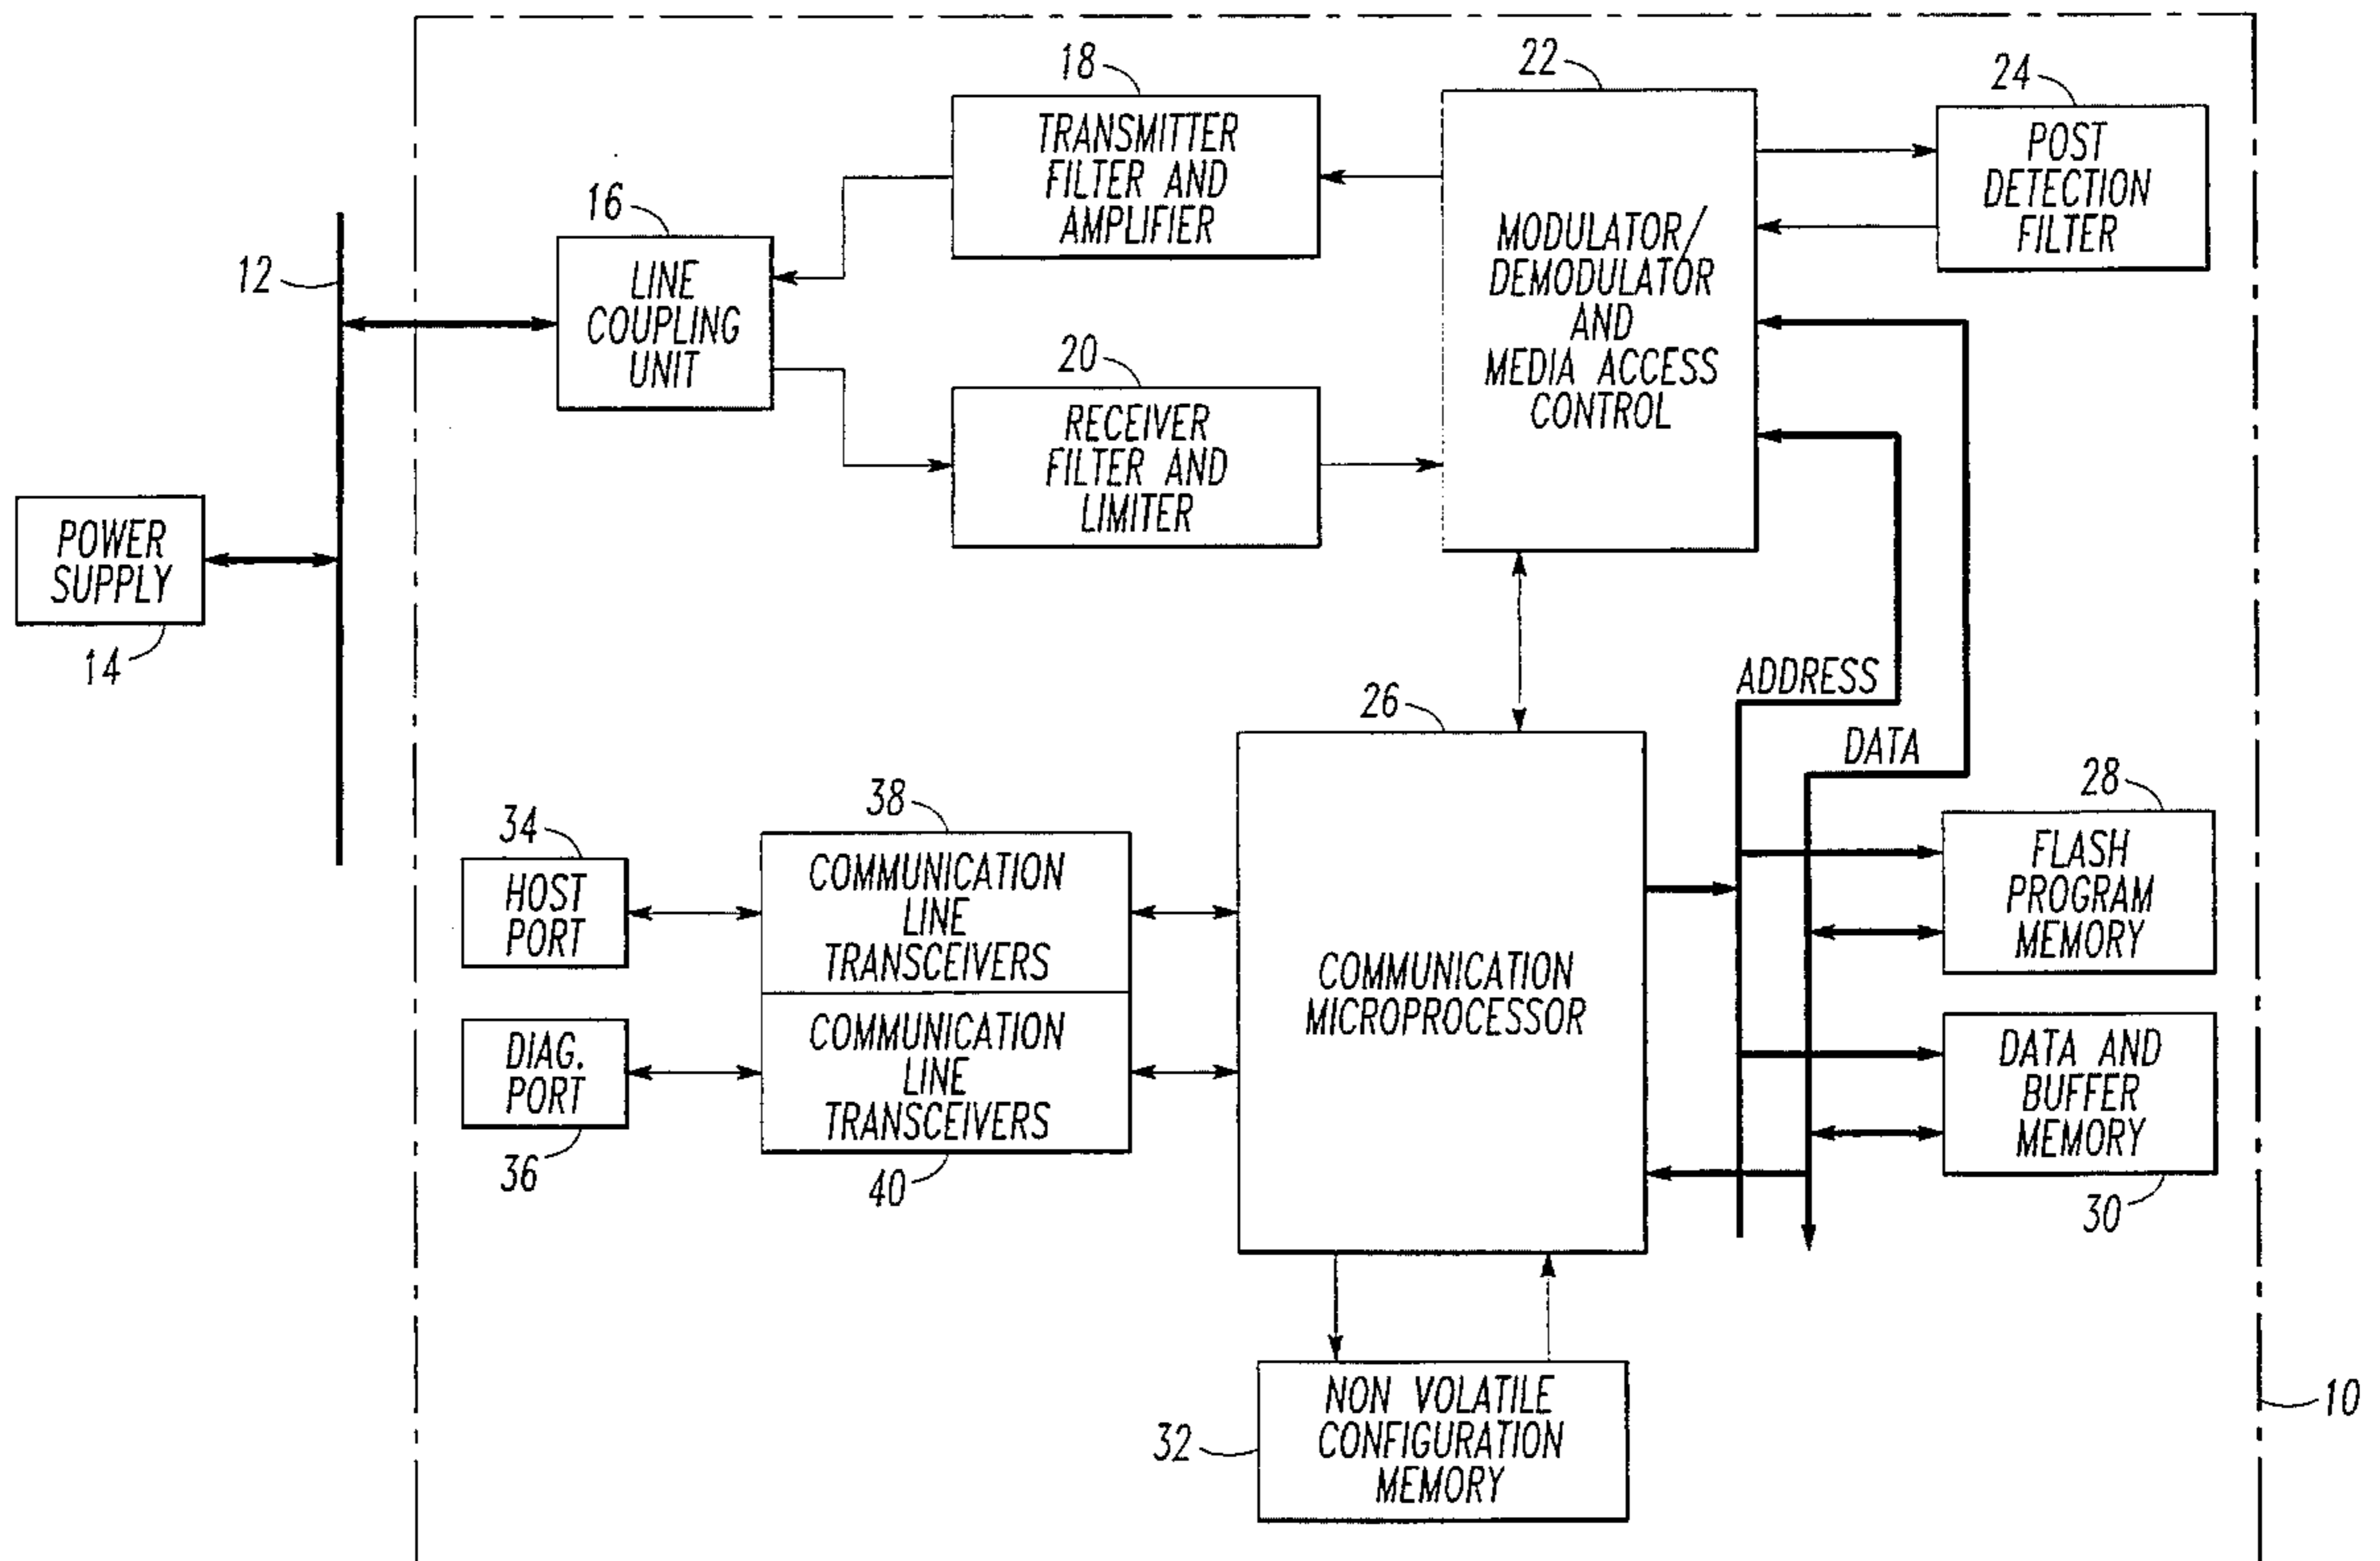 18
TRANSMITTER
FILTER AND
AMPLIFIER
22
MODULATOR/
DEMODULATOR
AND
MEDIA ACCESS
CONTROL
24
POST
DETECTION
FILTER
16
LINE
COUPLING
UNIT
12
20
RECEIVER
FILTER AND
LIMITER
POWER
SUPPLY
14
ADDRESS
DATA
26
COMMUNICATION
MICROPROCESSOR
28
FLASH
PROGRAM
MEMORY
38
COMMUNICATION
LINE
TRANSCEIVERS
34
HOST
PORT
DIAG.
PORT
36
COMMUNICATION
LINE
TRANSCEIVERS
40
DATA AND
BUFFER
MEMORY
30
NON VOLATILE
CONFIGURATION
MEMORY
32
10